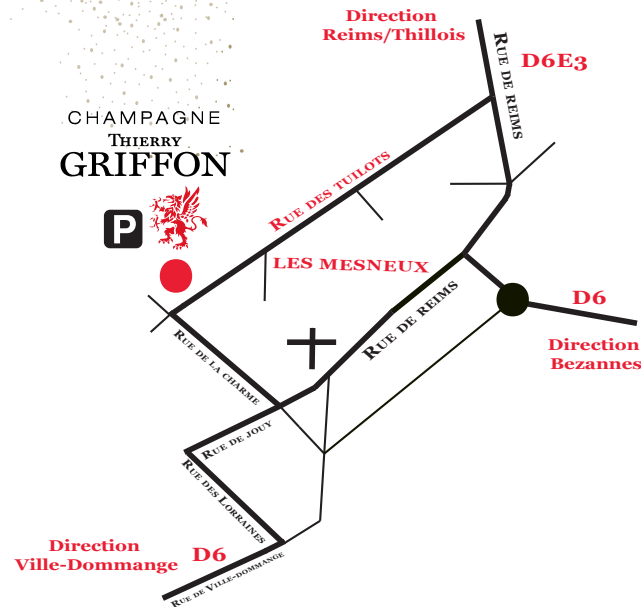 Direction
Reims/Thillois
D6E3
RUE DE REIMS
CHAMPAGNE
THIERRY
GRIFFON
P
RUE DES TUILOTS
LES MESNEUX
D6
Direction
Bezannes
RUE DE REIMS
RUE DE LA CHARME
RUE DE JOUY
RUE DES LORRAINES
Direction
Ville-Dommange
D6
RUE DE VILLE-DOMMANGE